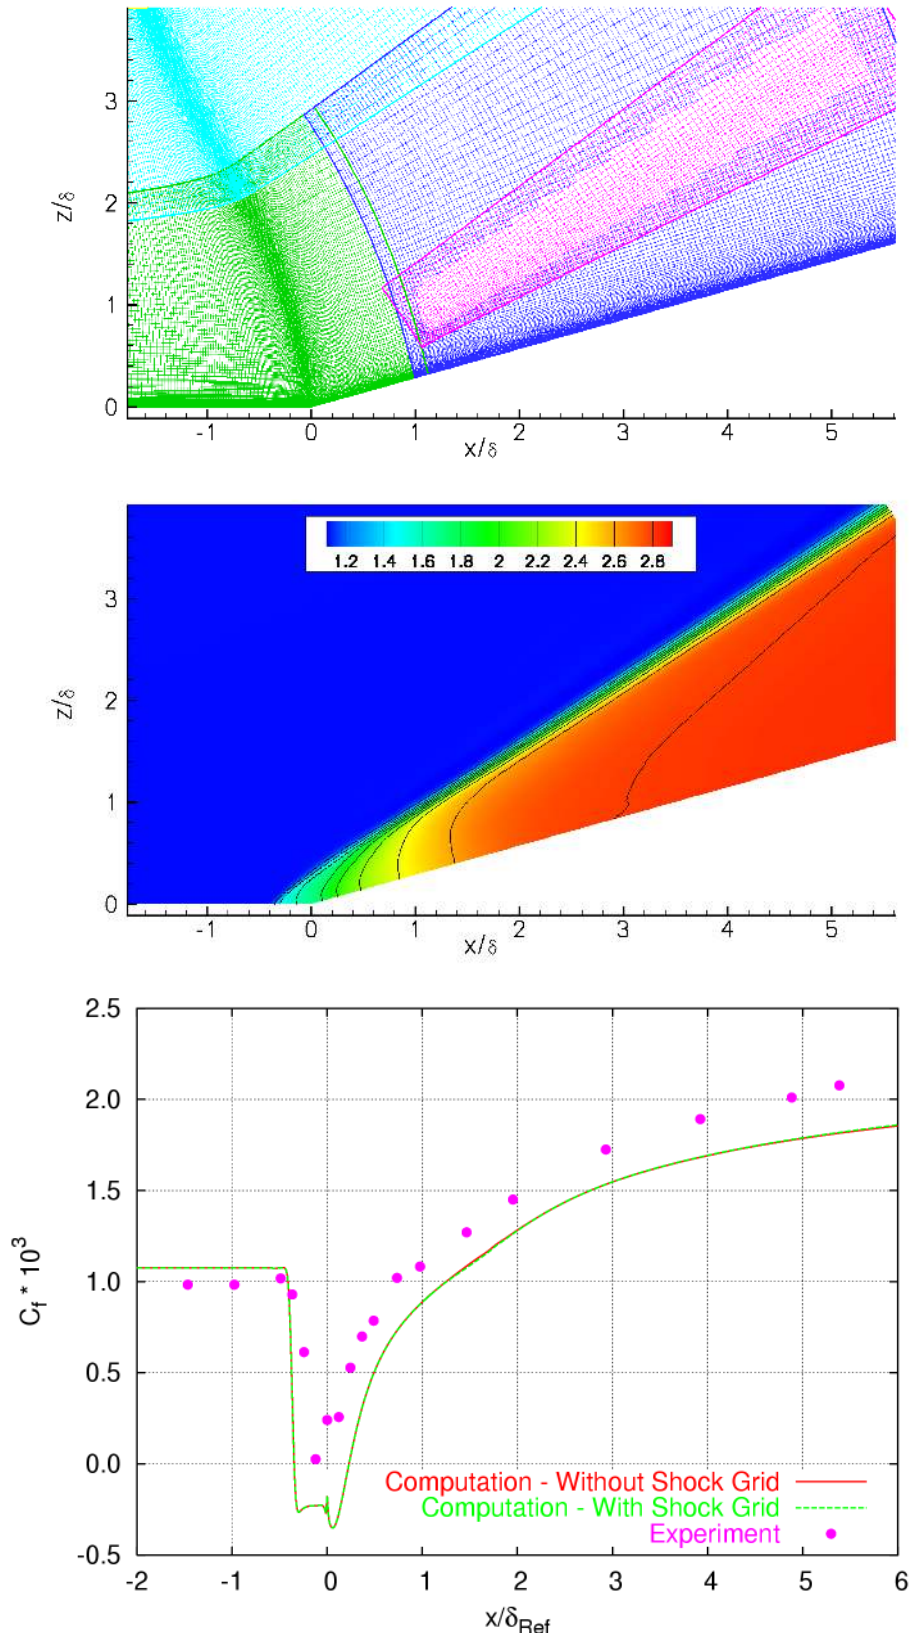 3
2
1
0
z/δ
-1 0 1 2 3 4 5
x/δ
1.2 1.4 1.6 1.8 2 2.2 2.4 2.6 2.8
3
2
1
0
z/δ
-1 0 1 2 3 4 5
x/δ
2.5
2.0
1.5
1.0
0.5
0.0
-0.5
C_f * 10^3
Computation - Without Shock Grid
Computation - With Shock Grid
Experiment
-2 -1 0 1 2 3 4 5 6
x/δ_Ref